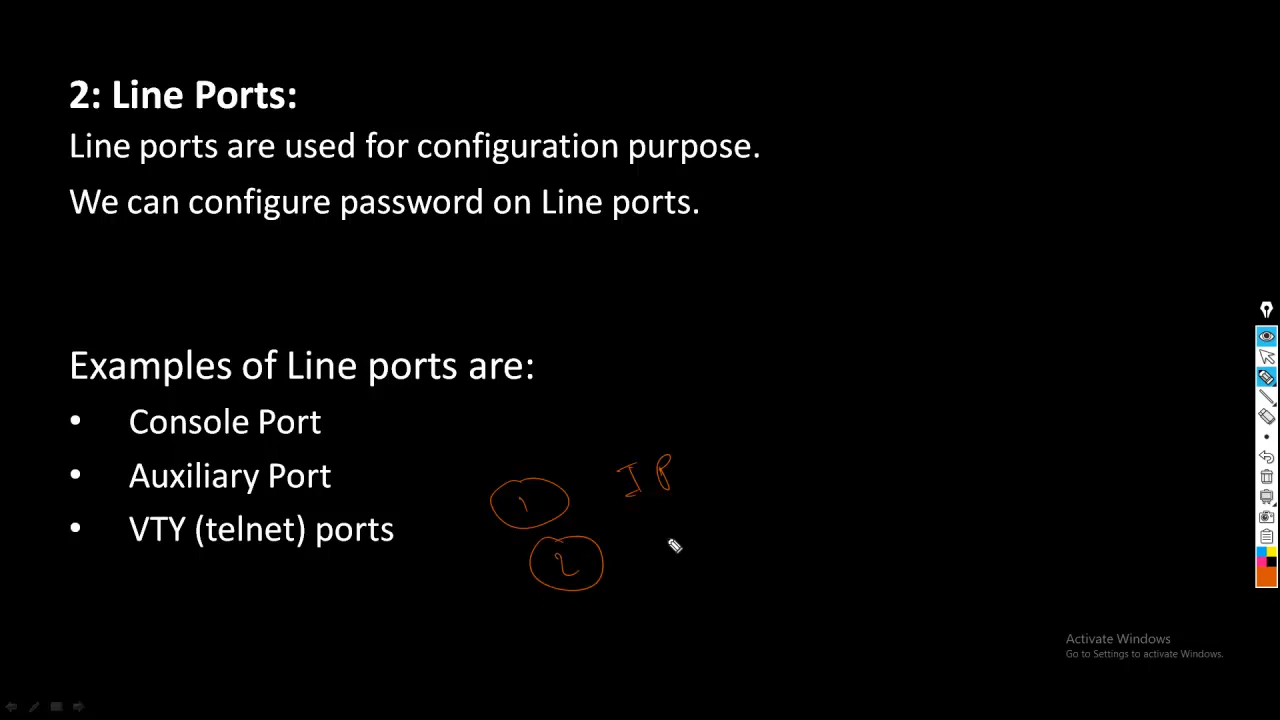 2: Line Ports:
Line ports are used for configuration purpose.
We can configure password on Line ports.
Examples of Line ports are:
• Console Port
• Auxiliary Port
• VTY (telnet) ports
1
IP
2
Activate Windows
Go to Settings to activate Windows.